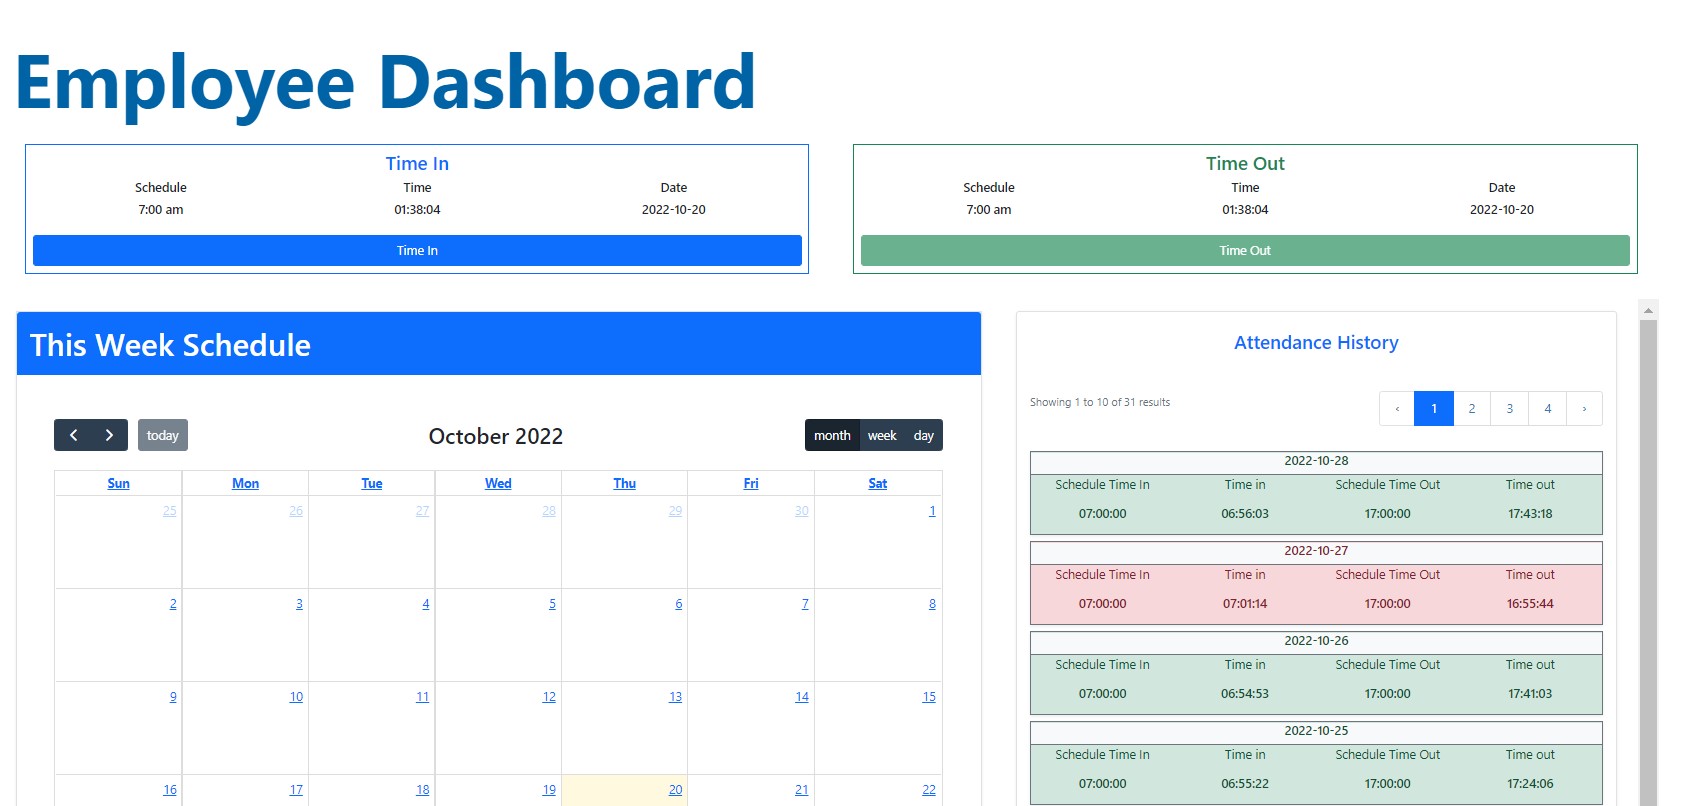 Employee Dashboard
Time In
Schedule Time Date
7:00 am 01:38:04 2022-10-20
Time In
Time Out
Schedule Time Date
7:00 am 01:38:04 2022-10-20
Time Out
This Week Schedule
today
October 2022
month week day
Sun Mon Tue Wed Thu Fri Sat
25 26 27 28 29 30 1
2 3 4 5 6 7 8
9 10 11 12 13 14 15
16 17 18 19 20 21 22
Attendance History
Showing 1 to 10 of 31 results
‹ 1 2 3 4 ›
2022-10-28
Schedule Time In Time in Schedule Time Out Time out
07:00:00 06:56:03 17:00:00 17:43:18
2022-10-27
Schedule Time In Time in Schedule Time Out Time out
07:00:00 07:01:14 17:00:00 16:55:44
2022-10-26
Schedule Time In Time in Schedule Time Out Time out
07:00:00 06:54:53 17:00:00 17:41:03
2022-10-25
Schedule Time In Time in Schedule Time Out Time out
07:00:00 06:55:22 17:00:00 17:24:06